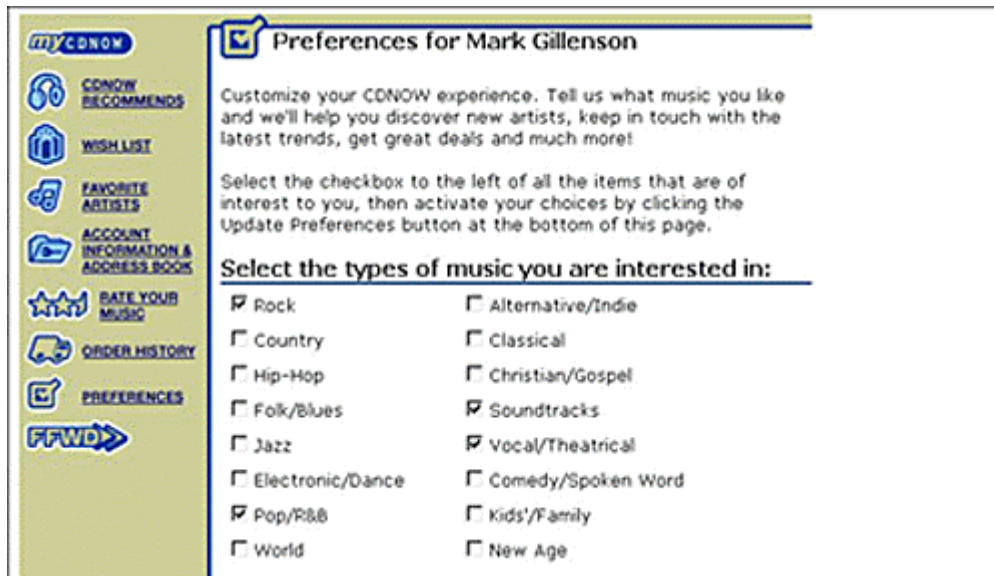 myCDNOW
CDNOW
RECOMMENDS
WISH LIST
FAVORITE
ARTISTS
ACCOUNT
INFORMATION &
ADDRESS BOOK
RATE YOUR
MUSIC
ORDER HISTORY
PREFERENCES
FFWD
Preferences for Mark Gillenson
Customize your CDNOW experience. Tell us what music you like
and we'll help you discover new artists, keep in touch with the
latest trends, get great deals and much more!
Select the checkbox to the left of all the items that are of
interest to you, then activate your choices by clicking the
Update Preferences button at the bottom of this page.
Select the types of music you are interested in:
Rock Alternative/Indie
Country Classical
Hip-Hop Christian/Gospel
Folk/Blues Soundtracks
Jazz Vocal/Theatrical
Electronic/Dance Comedy/Spoken Word
Pop/R&B Kids'/Family
World New Age